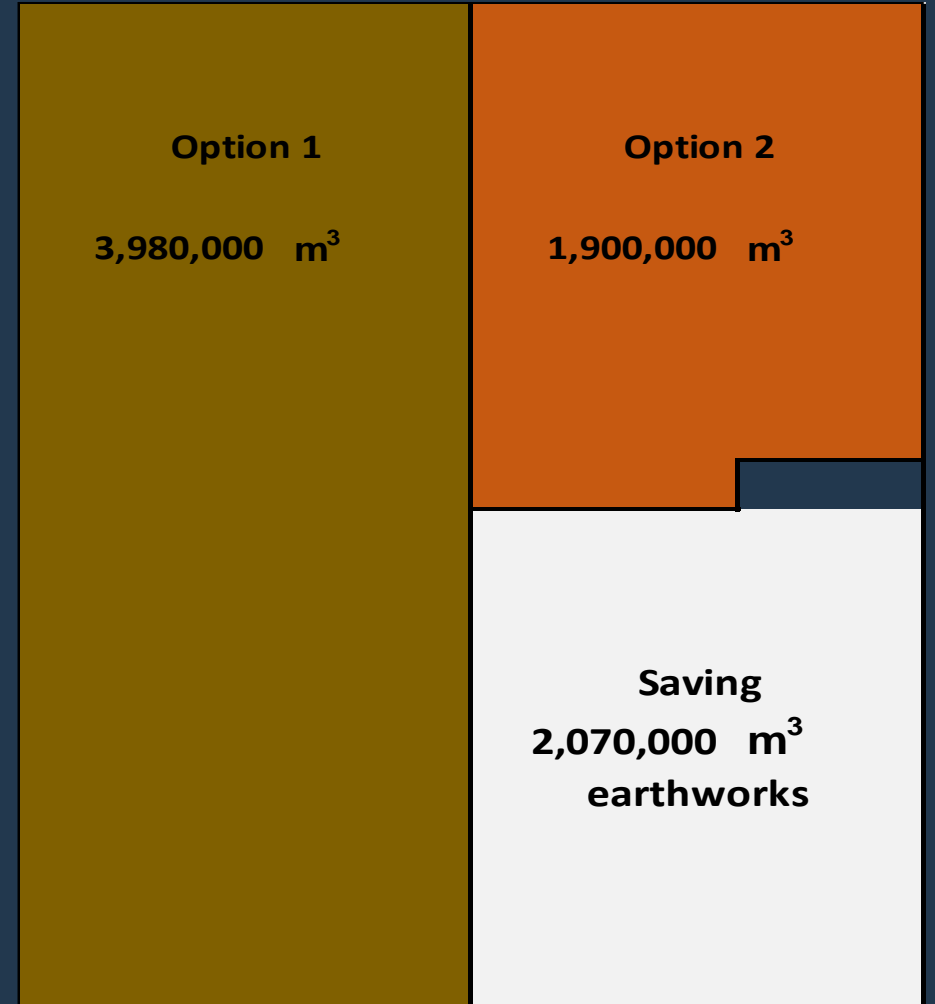 Option 1
3,980,000 m³
Option 2
1,900,000 m³
Saving
2,070,000 m³
earthworks